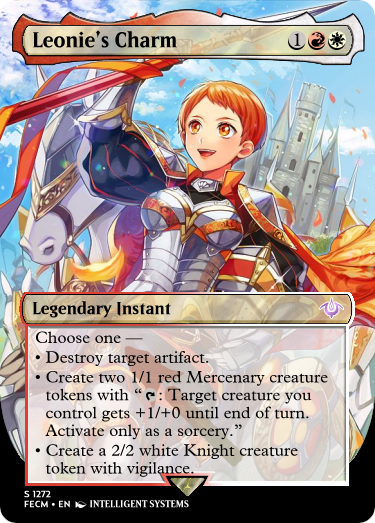 Leonie's Charm 1
Legendary Instant
Choose one —
• Destroy target artifact.
• Create two 1/1 red Mercenary creature
tokens with “: Target creature you
control gets +1/+0 until end of turn.
Activate only as a sorcery.”
• Create a 2/2 white Knight creature
token with vigilance.
S 1272
FECM • EN INTELLIGENT SYSTEMS